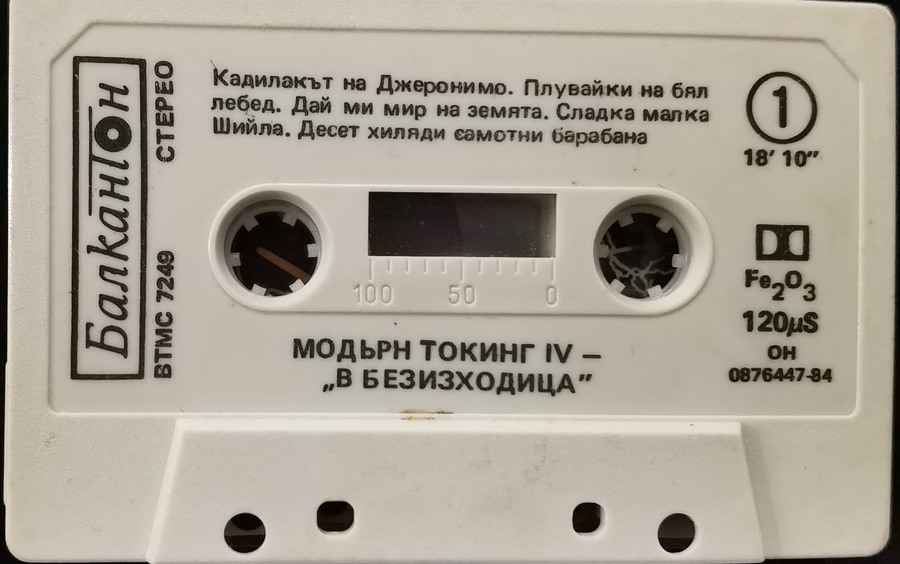 Балкантон
ВТМС 7249 СТЕРЕО
Кадилакът на Джеронимо. Плувайки на бял
лебед. Дай ми мир на земята. Сладка малка
Шийла. Десет хиляди самотни барабана
1
18’ 10”
100 50 0
Fe2O3
120µS
ОН
0876447-84
МОДЬРН ТОКИНГ IV –
„В БЕЗИЗХОДИЦА”